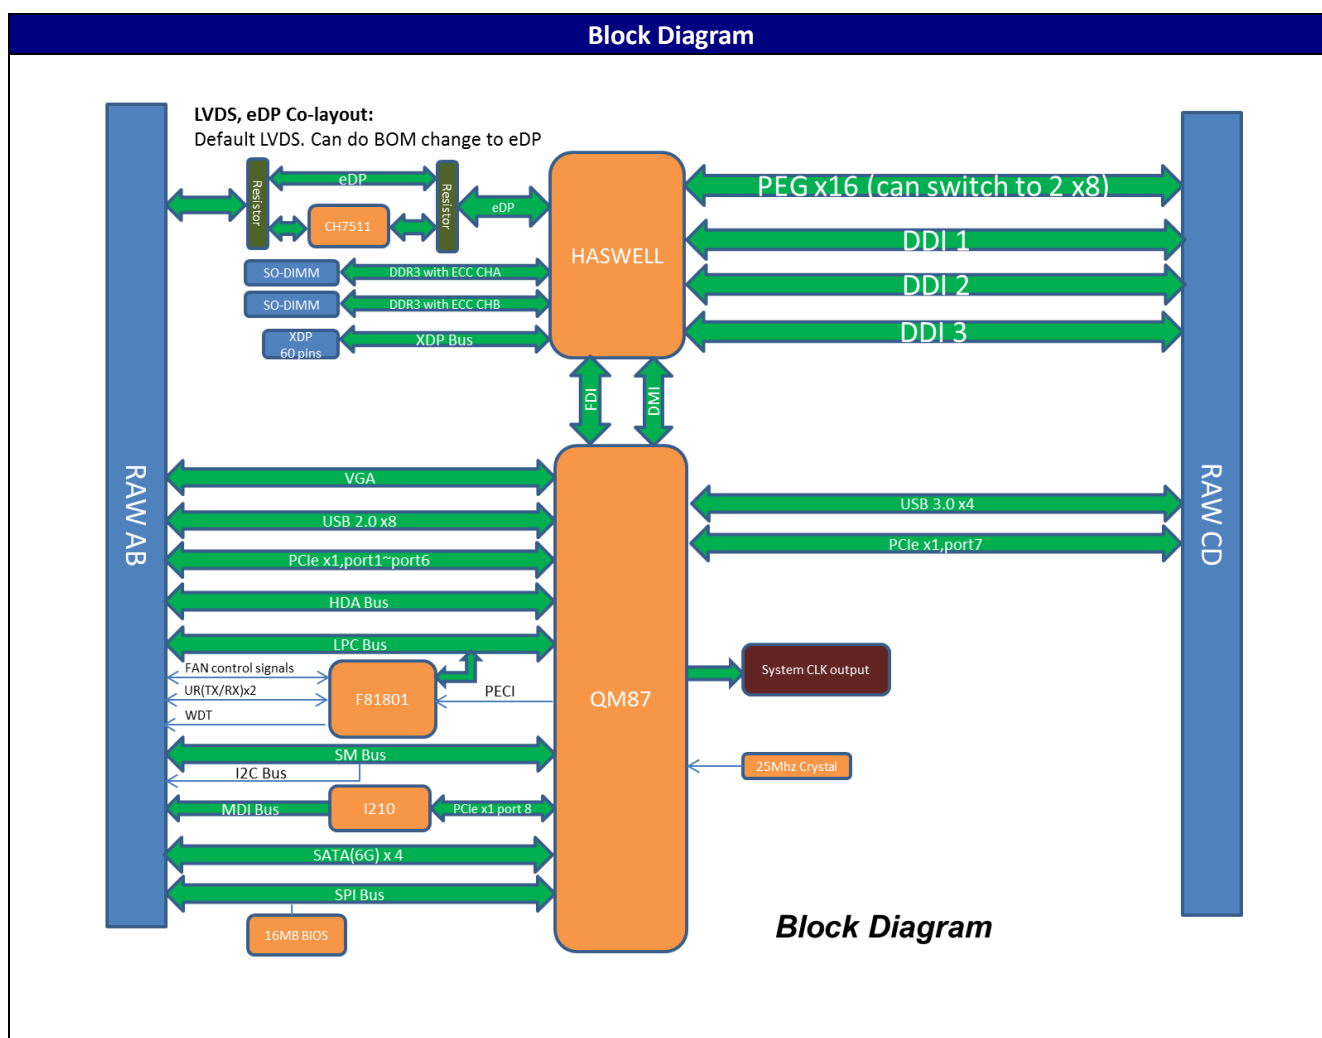 Block Diagram
LVDS, eDP Co-layout:
Default LVDS. Can do BOM change to eDP
Resistor
eDP
Resistor
CH7511
eDP
HASWELL
PEG x16 (can switch to 2 x8)
DDI 1
DDI 2
DDI 3
SO-DIMM
DDR3 with ECC CHA
SO-DIMM
DDR3 with ECC CHB
XDP
60 pins
XDP Bus
FDI
DMI
RAW AB
RAW CD
VGA
USB 2.0 x8
PCIe x1,port1~port6
HDA Bus
LPC Bus
FAN control signals
UR(TX/RX)x2
WDT
F81801
PECI
QM87
USB 3.0 x4
PCIe x1,port7
System CLK output
25Mhz Crystal
SM Bus
I2C Bus
MDI Bus
I210
PCIe x1 port 8
SATA(6G) x 4
SPI Bus
16MB BIOS
Block Diagram